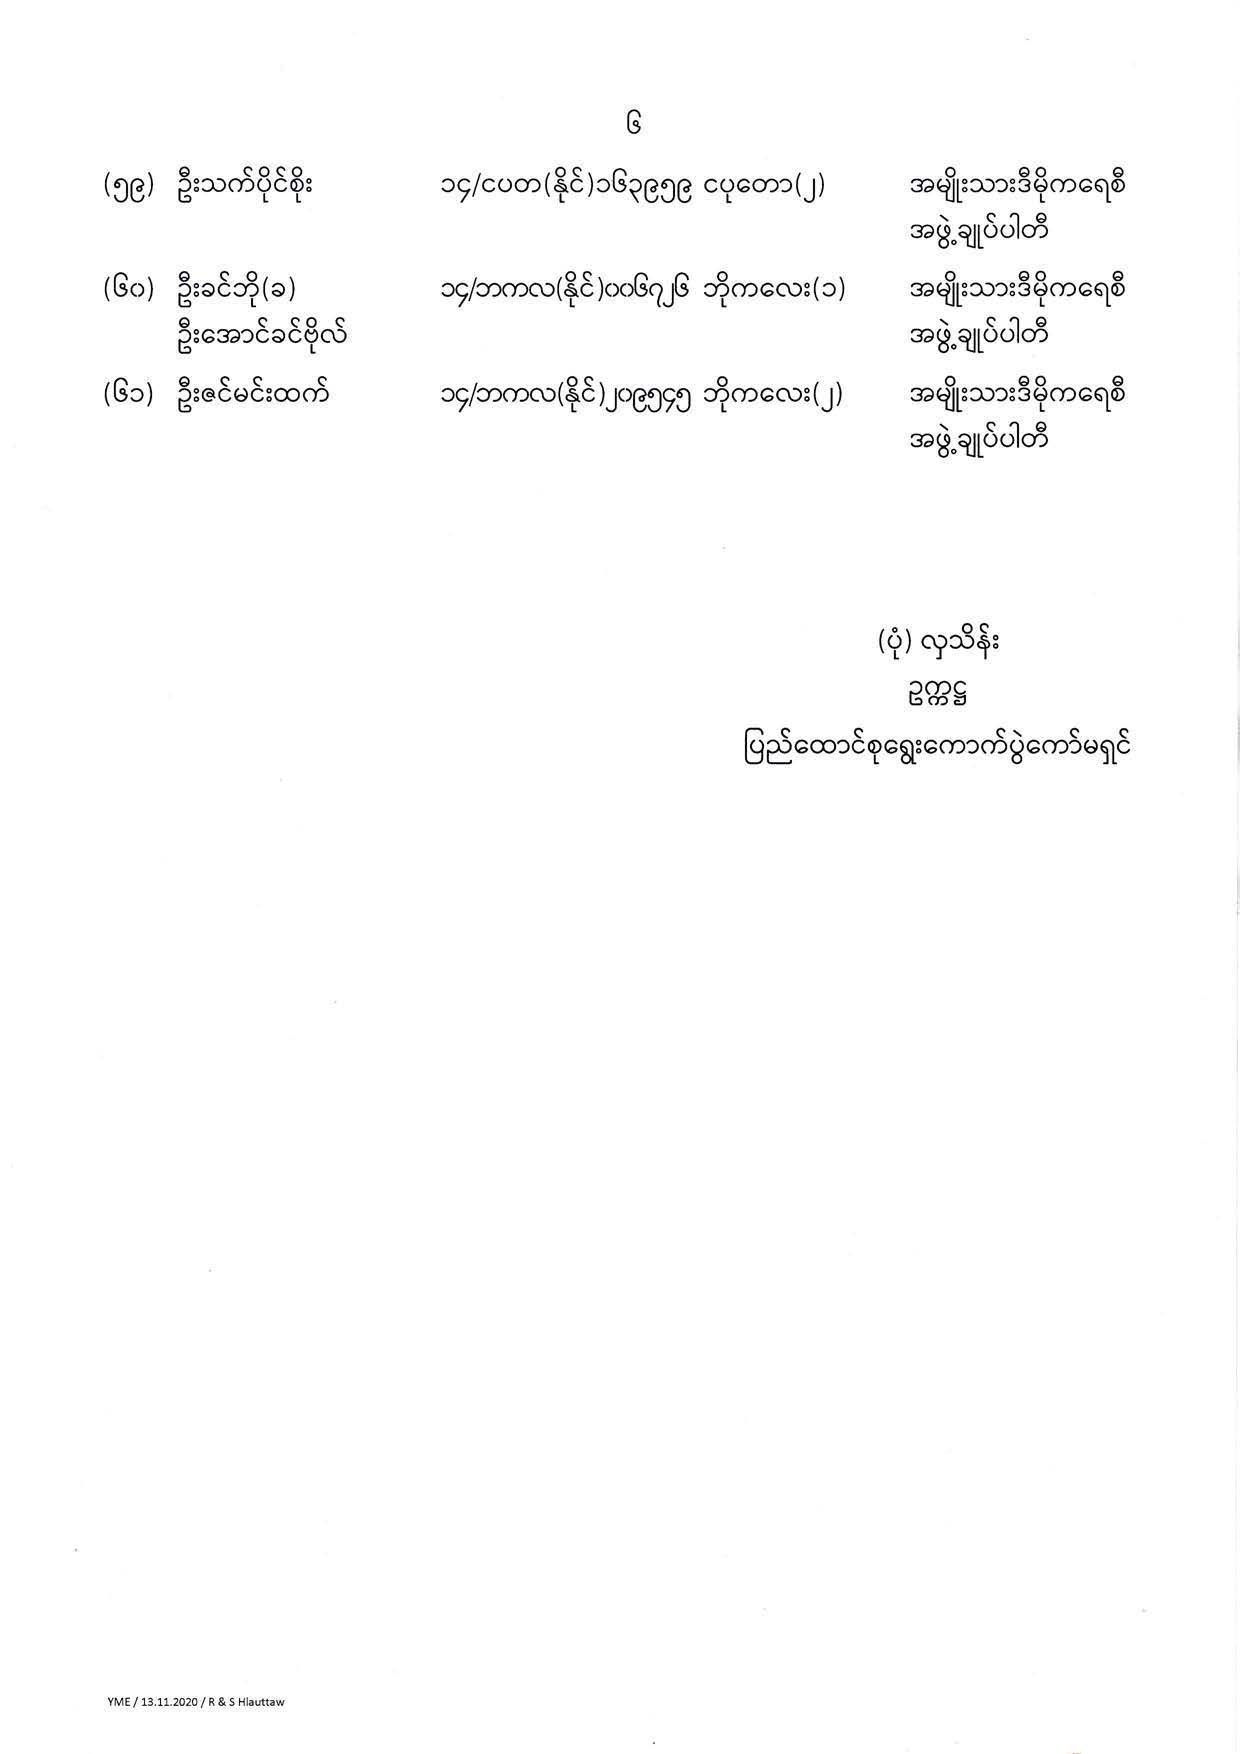 ၆
(၅၉) ဦးသက်ပိုင်စိုး ၁၄/ငပတ(နိုင်)၁၆၃၉၅၉ ငပုတော(၂) အမျိုးသားဒီမိုကရေစီ
အဖွဲ့ချုပ်ပါတီ
(၆၀) ဦးခင်ဘို(ခ) ၁၄/ဘကလ(နိုင်)၀၀၆၇၂၆ ဘိုကလေး(၁) အမျိုးသားဒီမိုကရေစီ
ဦးအောင်ခင်ဗိုလ် အဖွဲ့ချုပ်ပါတီ
(၆၁) ဦးဇင်မင်းထက် ၁၄/ဘကလ(နိုင်)၂၀၉၅၄၅ ဘိုကလေး(၂) အမျိုးသားဒီမိုကရေစီ
အဖွဲ့ချုပ်ပါတီ
(ပုံ) လှသိန်း
ဥက္ကဋ္ဌ
ပြည်ထောင်စုရွေးကောက်ပွဲကော်မရှင်
YME / 13.11.2020 / R & S Hlauttaw